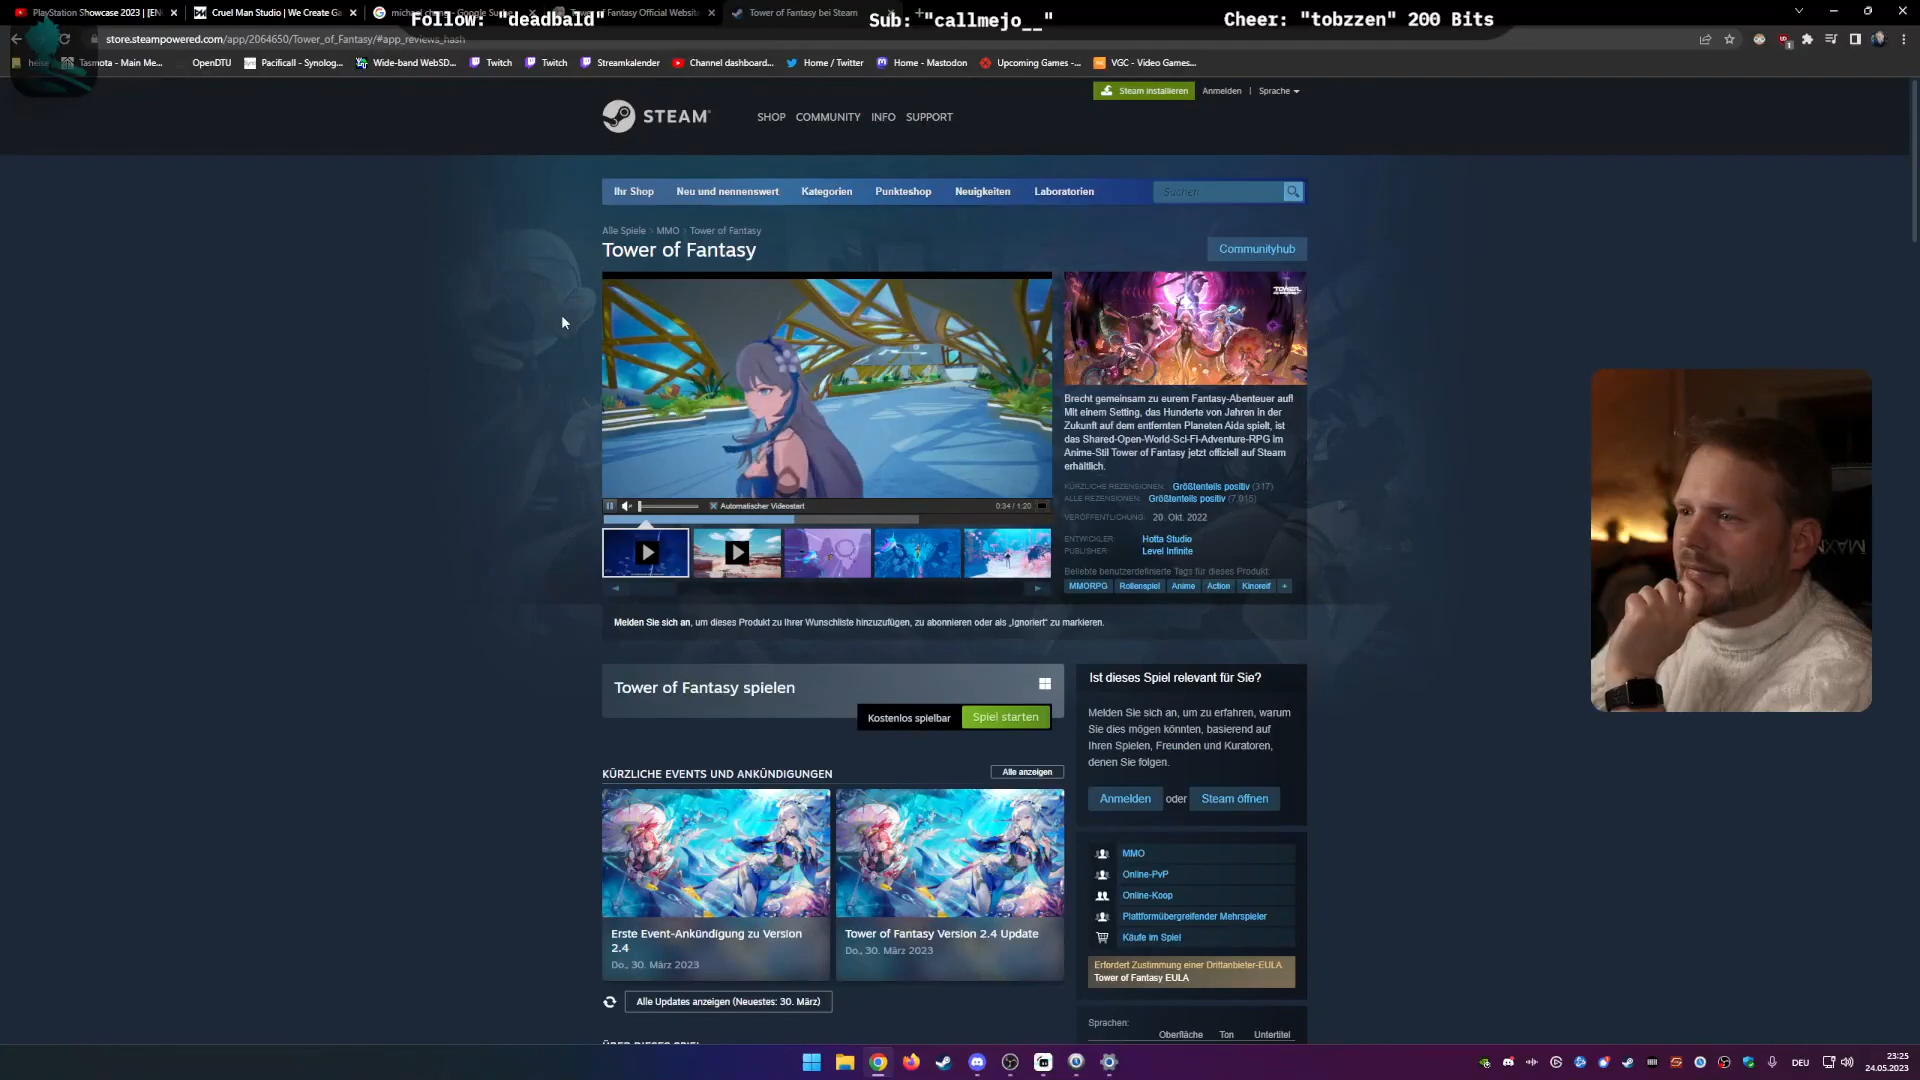 PlayStation Showcase 2023 | [EN
Cruel Man Studio | We Create Ga
Google Su
Fantasy Official Websit
Tower of Fantasy bei Steam
Follow: "deadbald"
Sub: "callmejo__"
Cheer: "tobzzen" 200 Bits
store.steampowered.com/app/2064650/Tower_of_Fantasy/#app_reviews_hash
heise
Tasmota - Main Me...
OpenDTU
Pacificall - Synolog...
Wide-band WebSD...
Twitch
Twitch
Streamkalender
Channel dashboard...
Home / Twitter
Home - Mastodon
Upcoming Games -...
VGC - Video Games...
Steam installieren
Anmelden
Sprache
STEAM
SHOP
COMMUNITY
INFO
SUPPORT
Ihr Shop
Neu und nennenswert
Kategorien
Punkteshop
Neuigkeiten
Laboratorien
Suchen
Alle Spiele > MMO > Tower of Fantasy
Tower of Fantasy
Communityhub
Brecht gemeinsam zu eurem Fantasy-Abenteuer auf!
Mit einem Setting, das Hunderte von Jahren in der
Zukunft auf dem entfernten Planeten Aida spielt, ist
das Shared-Open-World-Sci-Fi-Adventure-RPG im
Anime-Stil Tower of Fantasy jetzt offiziell auf Steam
erhältlich.
KÜRZLICHE REZENSIONEN: Größtenteils positiv (317)
ALLE REZENSIONEN: Größtenteils positiv (7,015)
VERÖFFENTLICHUNG: 20. Okt. 2022
ENTWICKLER: Hotta Studio
PUBLISHER: Level Infinite
Beliebte benutzerdefinierte Tags für dieses Produkt:
MMORPG Rollenspiel Anime Action Kinoreif +
Automatischer Videostart
0:34 / 1:20
Melden Sie sich an, um dieses Produkt zu Ihrer Wunschliste hinzuzufügen, zu abonnieren oder als „Ignoriert" zu markieren.
Tower of Fantasy spielen
Kostenlos spielbar
Spiel starten
Ist dieses Spiel relevant für Sie?
Melden Sie sich an, um zu erfahren, warum
Sie dies mögen könnten, basierend auf
Ihren Spielen, Freunden und Kuratoren,
denen Sie folgen.
Anmelden oder Steam öffnen
KÜRZLICHE EVENTS UND ANKÜNDIGUNGEN
Alle anzeigen
Erste Event-Ankündigung zu Version
2.4
Do., 30. März 2023
Tower of Fantasy Version 2.4 Update
Do., 30. März 2023
Alle Updates anzeigen (Neuestes: 30. März)
MMO
Online-PvP
Online-Koop
Plattformübergreifender Mehrspieler
Käufe im Spiel
Erfordert Zustimmung einer Drittanbieter-EULA
Tower of Fantasy EULA
Sprachen:
Oberfläche Ton Untertitel
DEU
23:25
24.05.2023